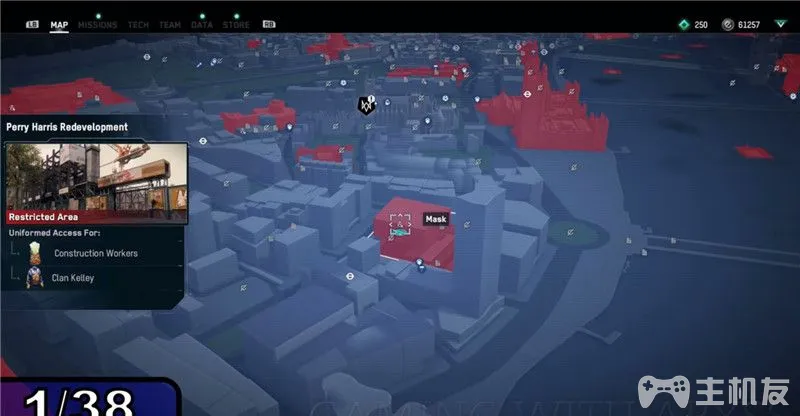 LB MAP MISSIONS TECH TEAM DATA STORE RB
250 61257
Perry Harris Redevelopment
Restricted Area
Uniformed Access For:
Construction Workers
Clan Kelley
Mask
1/38
主机友